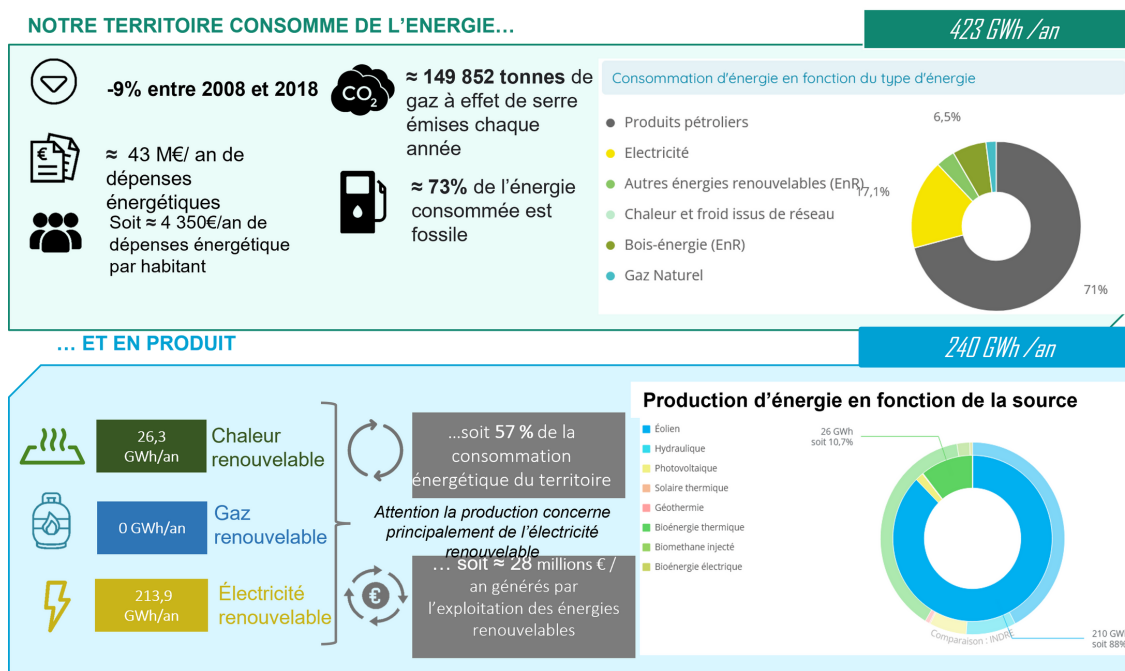 NOTRE TERRITOIRE CONSOMME DE L'ENERGIE…
423 GWh /an
-9% entre 2008 et 2018
≈ 43 M€/ an de
dépenses
énergétiques
Soit ≈ 4 350€/an de
dépenses énergétique
par habitant
CO2
≈ 149 852 tonnes de
gaz à effet de serre
émises chaque
année
≈ 73% de l'énergie
consommée est
fossile
Consommation d'énergie en fonction du type d'énergie
Produits pétroliers
Electricité
Autres énergies renouvelables (EnR)
Chaleur et froid issus de réseau
Bois-énergie (EnR)
Gaz Naturel
6,5%
17,1%
71%
… ET EN PRODUIT
240 GWh /an
26,3
GWh/an
Chaleur
renouvelable
0 GWh/an
Gaz
renouvelable
213,9
GWh/an
Électricité
renouvelable
…soit 57 % de la
consommation
énergétique du territoire
Attention la production concerne
principalement de l'électricité
renouvelable
… soit ≈ 28 millions € /
an générés par
l'exploitation des énergies
renouvelables
Production d'énergie en fonction de la source
Éolien
Hydraulique
Photovoltaique
Solaire thermique
Géothermie
Bioénergie thermique
Biomethane injecté
Bioénergie électrique
26 GWh
soit 10,7%
Comparaison : INDRE
210 GW
soit 88%